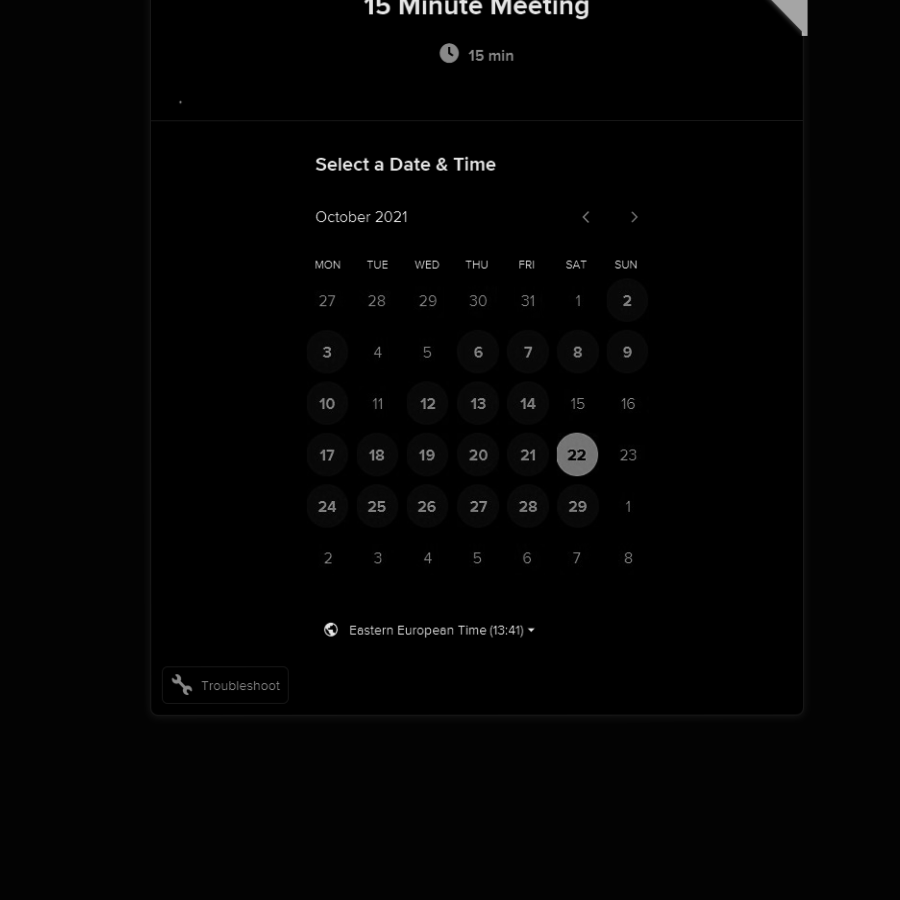 15 Minute Meeting
15 min
.
Select a Date & Time
October 2021
MON TUE WED THU FRI SAT SUN
27 28 29 30 31 1 2
3 4 5 6 7 8 9
10 11 12 13 14 15 16
17 18 19 20 21 22 23
24 25 26 27 28 29 1
2 3 4 5 6 7 8
Eastern European Time (13:41)
Troubleshoot